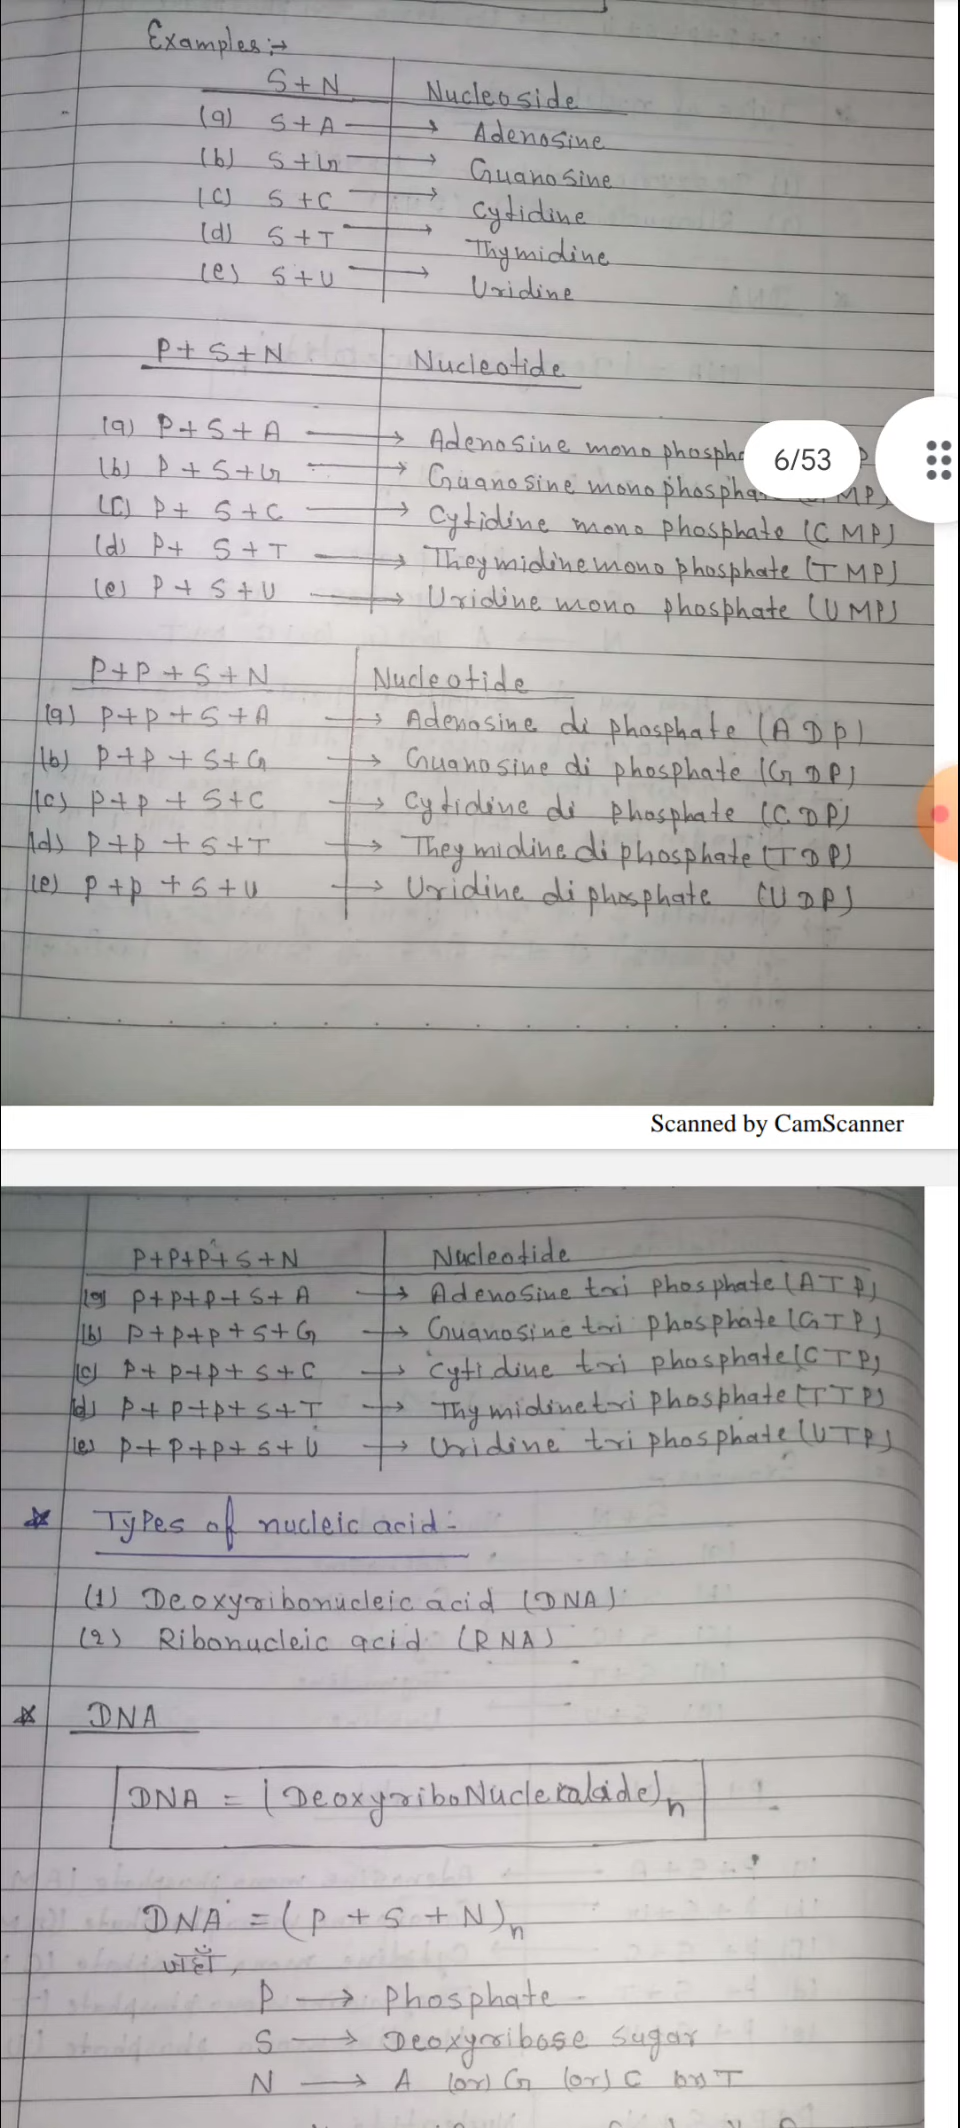 Examples:→
S+N Nucleoside
(a) S+A → Adenosine
(b) S+G → Guanosine
(c) S+C → Cytidine
(d) S+T → Thymidine
(e) S+U → Uridine
P+S+N Nucleotide
(a) P+S+A → Adenosine mono phospha
6/53
(b) P+S+G → Guanosine mono phospha MP)
(c) P+S+C → Cytidine mono phosphate (CMP)
(d) P+S+T → Theymidine mono phosphate (TMP)
(e) P+S+U → Uridine mono phosphate (UMP)
P+P+S+N Nucleotide
(a) P+P+S+A → Adenosine di phosphate (ADP)
(b) P+P+S+G → Guanosine di phosphate (GDP)
(c) P+P+S+C → Cytidine di phosphate (CDP)
(d) P+P+S+T → Theymidine di phosphate (TDP)
(e) P+P+S+U → Uridine di phosphate (UDP)
Scanned by CamScanner
P+P+P+S+N Nucleotide
(a) P+P+P+S+A → Adenosine tri phosphate (ATP)
(b) P+P+P+S+G → Guanosine tri phosphate (GTP)
(c) P+P+P+S+C → Cytidine tri phosphate (CTP)
(d) P+P+P+S+T → Thymidine tri phosphate (TTP)
(e) P+P+P+S+U → Uridine tri phosphate (UTP)
* Types of nucleic acid:-
(1) Deoxyribonucleic acid (DNA)
(2) Ribonucleic acid (RNA)
* DNA
DNA = ( )n
DNA = (P + S + N)n
जहाँ,
P → Phosphate
S → Deoxyribose sugar
N → A (or) G (or) C (or) T